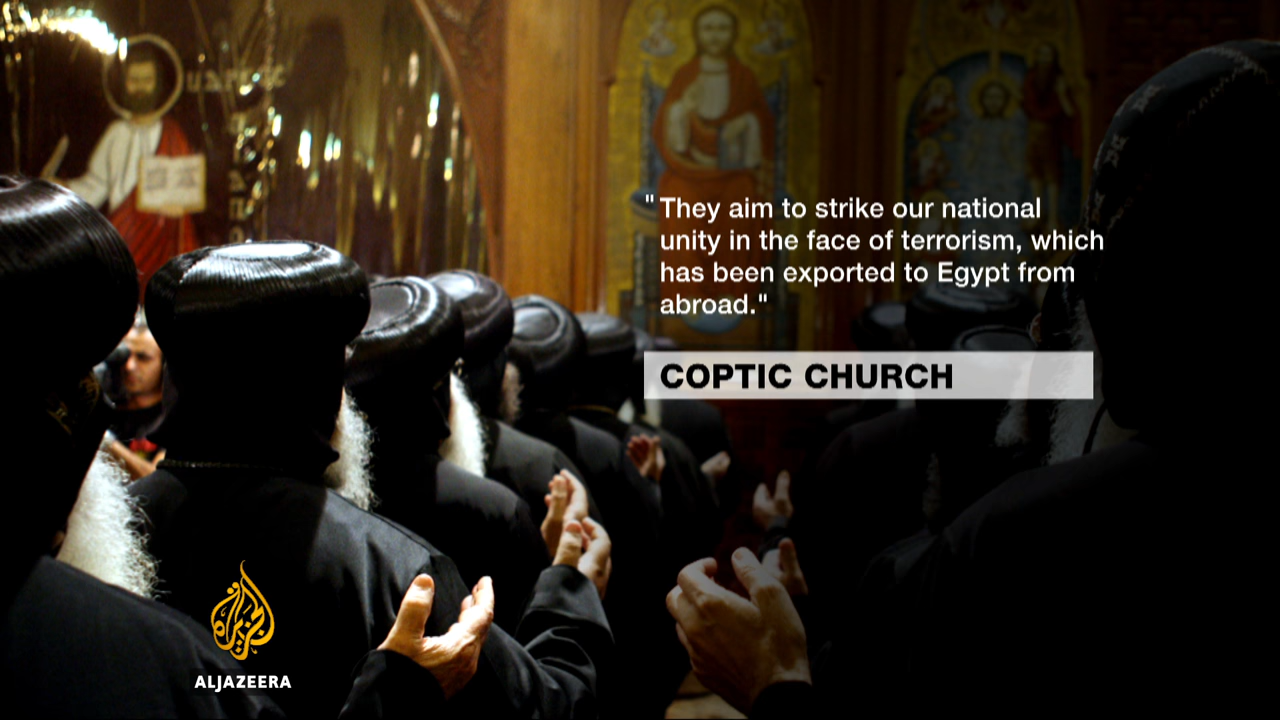 "They aim to strike our national
unity in the face of terrorism, which
has been exported to Egypt from
abroad."
COPTIC CHURCH
ALJAZEERA